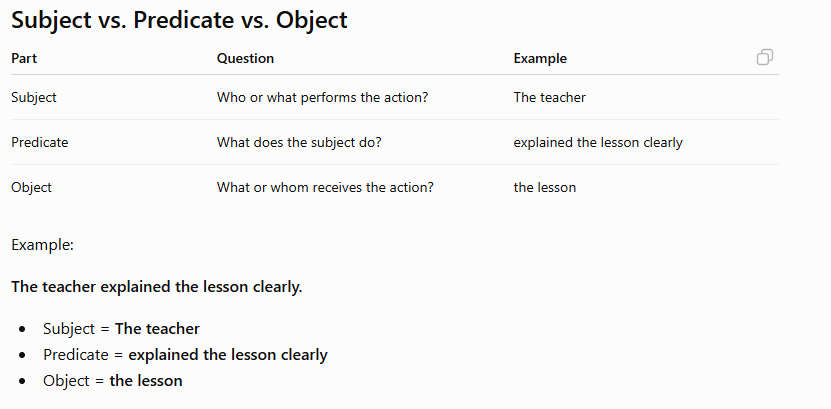 Subject vs. Predicate vs. Object
Part Question Example
Subject Who or what performs the action? The teacher
Predicate What does the subject do? explained the lesson clearly
Object What or whom receives the action? the lesson
Example:
The teacher explained the lesson clearly.
• Subject = The teacher
• Predicate = explained the lesson clearly
• Object = the lesson